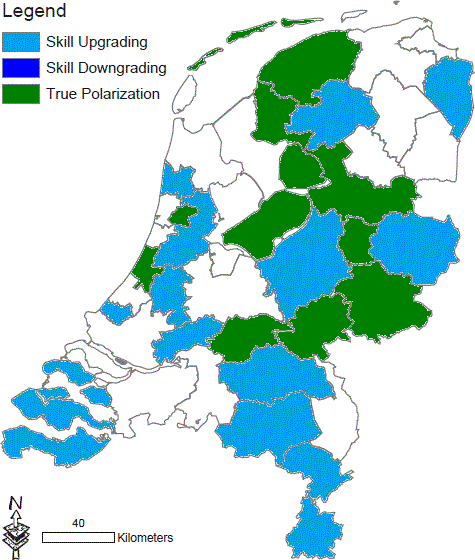 Legend
Skill Upgrading
Skill Downgrading
True Polarization
N
40
Kilometers